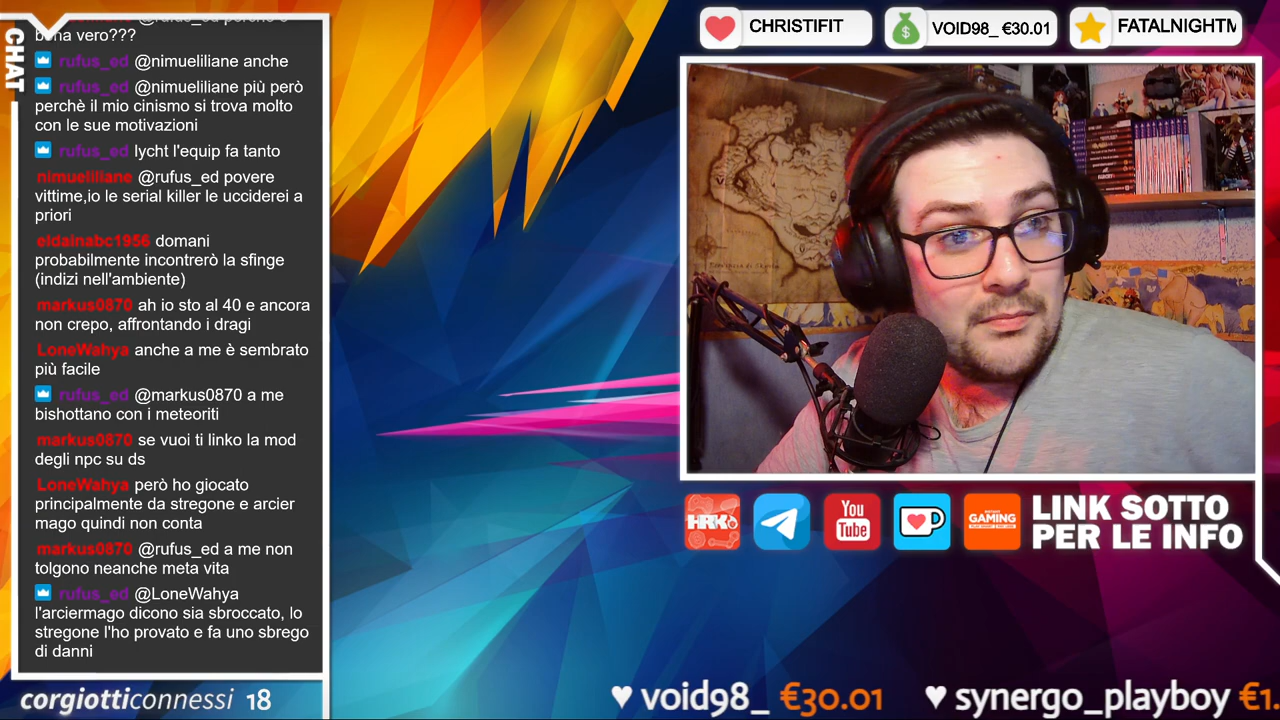 CHAT
bona vero???
rufus_ed @nimueliliane anche
rufus_ed @nimueliliane più però
perchè il mio cinismo si trova molto
con le sue motivazioni
rufus_ed lycht l'equip fa tanto
nimueliliane @rufus_ed povere
vittime,io le serial killer le ucciderei a
priori
eldainabc1956 domani
probabilmente incontrerò la sfinge
(indizi nell'ambiente)
markus0870 ah io sto al 40 e ancora
non crepo, affrontando i dragi
LoneWahya anche a me è sembrato
più facile
rufus_ed @markus0870 a me
bishottano con i meteoriti
markus0870 se vuoi ti linko la mod
degli npc su ds
LoneWahya però ho giocato
principalmente da stregone e arcier
mago quindi non conta
markus0870 @rufus_ed a me non
tolgono neanche meta vita
rufus_ed @LoneWahya
l'arciermago dicono sia sbroccato, lo
stregone l'ho provato e fa uno sbrego
di danni
corgiotticonnessi 18
CHRISTIFIT
VOID98_ €30.01
FATALNIGHTM
HRK
You
Tube
INSTANT
GAMING
LINK SOTTO
PER LE INFO
void98_ €30.01
synergo_playboy €1.